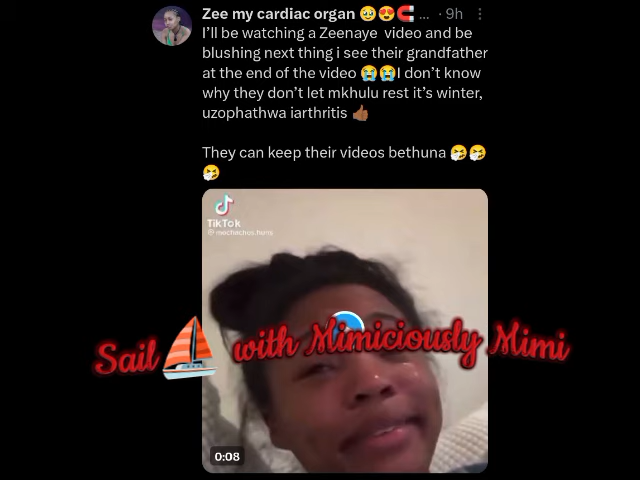 Zee my cardiac organ 🥹😍🧲 ... · 9h
I'll be watching a Zeenaye video and be
blushing next thing i see their grandfather
at the end of the video 😭😭I don't know
why they don't let mkhulu rest it's winter,
uzophathwa iarthritis 👍🏾
They can keep their videos bethuna 🤧🤧
🤧
TikTok
Sail⛵ with Mimiciously Mimi
0:08